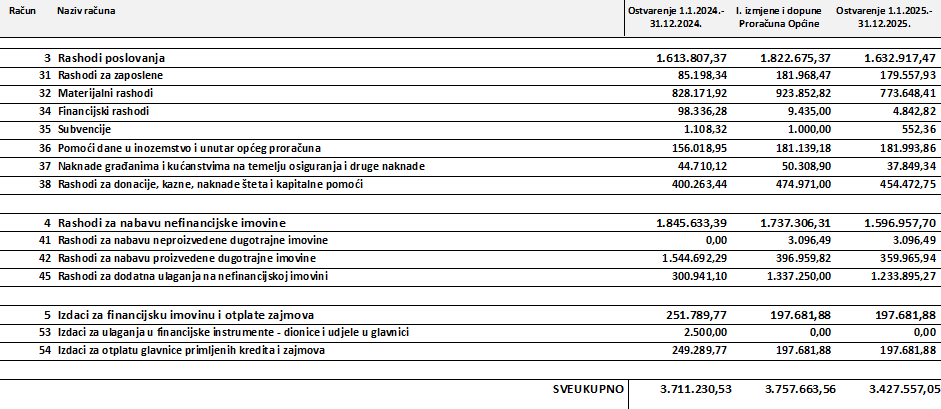 Račun Naziv računa Ostvarenje 1.1.2024.- I. izmjene i dopune Ostvarenje 1.1.2025.-
31.12.2024. Proračuna Općine 31.12.2025.
3 Rashodi poslovanja 1.613.807,37 1.822.675,37 1.632.917,47
31 Rashodi za zaposlene 85.198,34 181.968,47 179.557,93
32 Materijalni rashodi 828.171,92 923.852,82 773.648,41
34 Financijski rashodi 98.336,28 9.435,00 4.842,82
35 Subvencije 1.108,32 1.000,00 552,36
36 Pomoći dane u inozemstvo i unutar općeg proračuna 156.018,95 181.139,18 181.993,86
37 Naknade građanima i kućanstvima na temelju osiguranja i druge naknade 44.710,12 50.308,90 37.849,34
38 Rashodi za donacije, kazne, naknade šteta i kapitalne pomoći 400.263,44 474.971,00 454.472,75
4 Rashodi za nabavu nefinancijske imovine 1.845.633,39 1.737.306,31 1.596.957,70
41 Rashodi za nabavu neproizvedene dugotrajne imovine 0,00 3.096,49 3.096,49
42 Rashodi za nabavu proizvedene dugotrajne imovine 1.544.692,29 396.959,82 359.965,94
45 Rashodi za dodatna ulaganja na nefinancijskoj imovini 300.941,10 1.337.250,00 1.233.895,27
5 Izdaci za financijsku imovinu i otplate zajmova 251.789,77 197.681,88 197.681,88
53 Izdaci za ulaganja u financijske instrumente - dionice i udjele u glavnici 2.500,00 0,00 0,00
54 Izdaci za otplatu glavnice primljenih kredita i zajmova 249.289,77 197.681,88 197.681,88
SVEUKUPNO 3.711.230,53 3.757.663,56 3.427.557,05